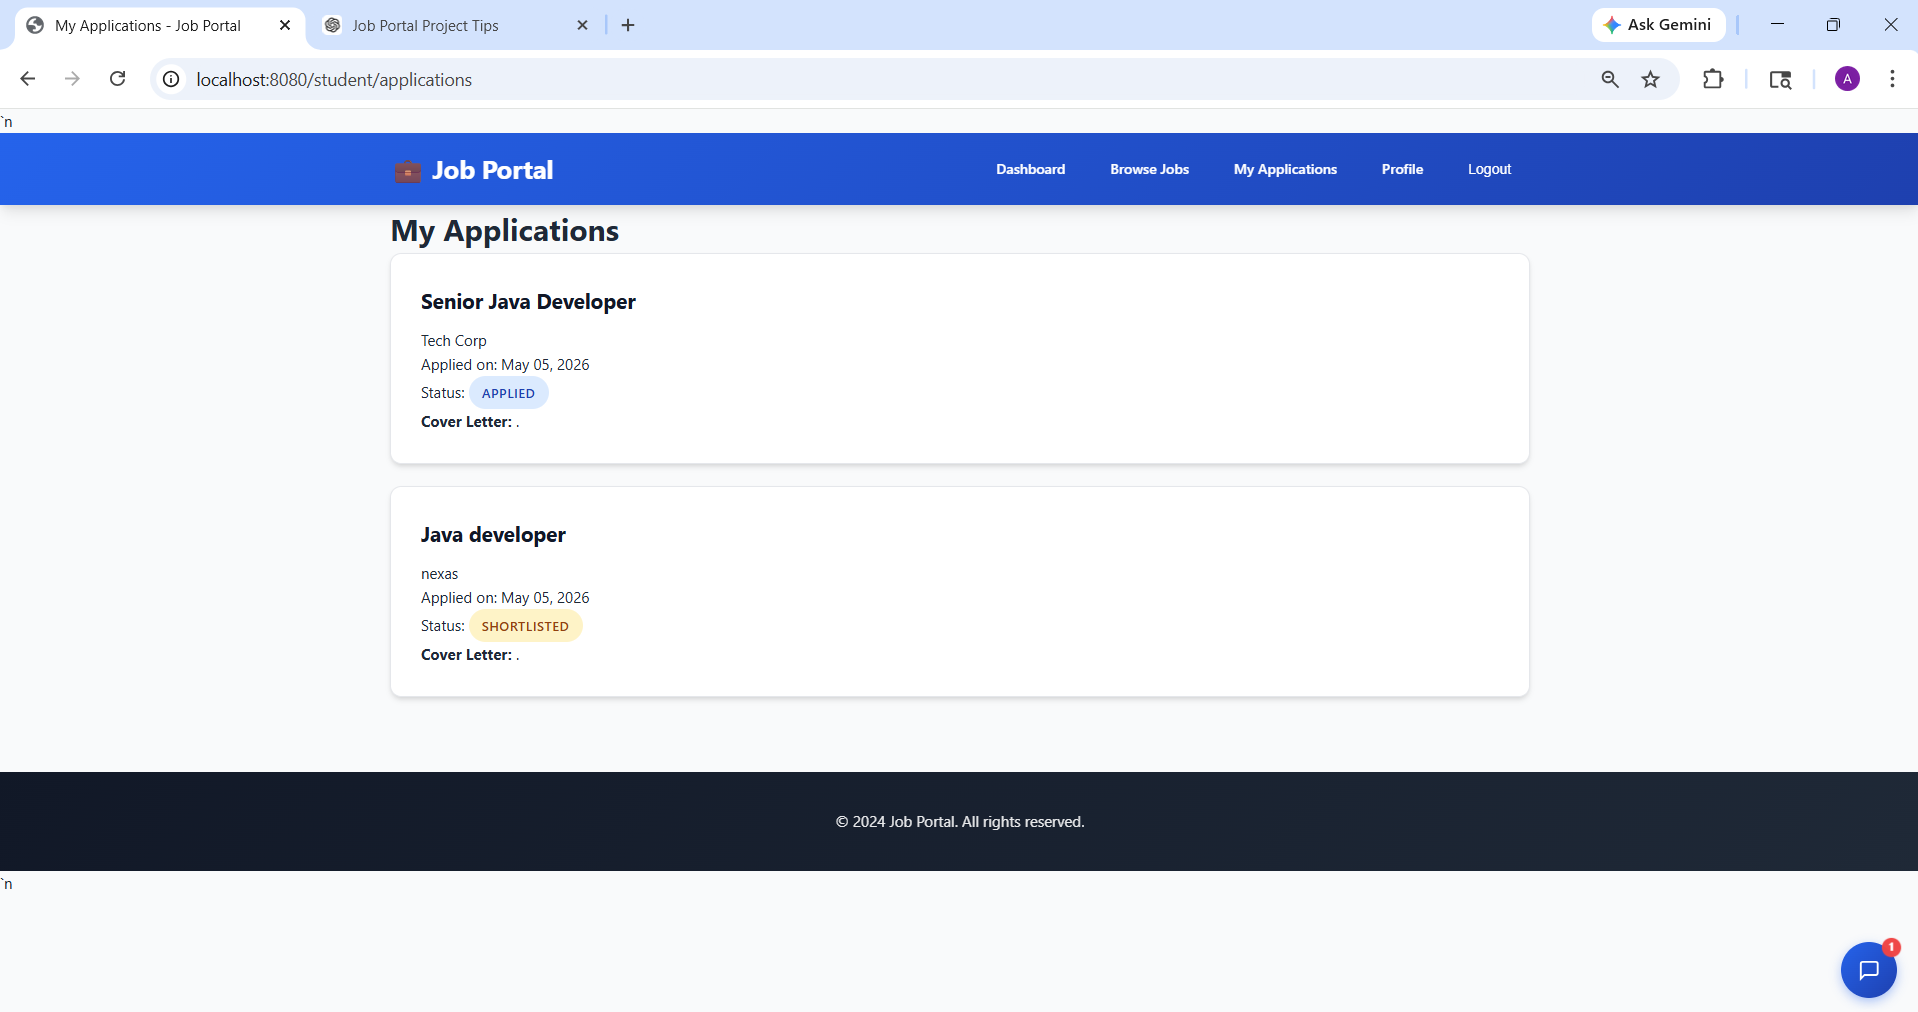 My Applications - Job Portal
Job Portal Project Tips
Ask Gemini
localhost:8080/student/applications
A
`n
Job Portal
Dashboard
Browse Jobs
My Applications
Profile
Logout
My Applications
Senior Java Developer
Tech Corp
Applied on: May 05, 2026
Status: APPLIED
Cover Letter: .
Java developer
nexas
Applied on: May 05, 2026
Status: SHORTLISTED
Cover Letter: .
© 2024 Job Portal. All rights reserved.
`n
1